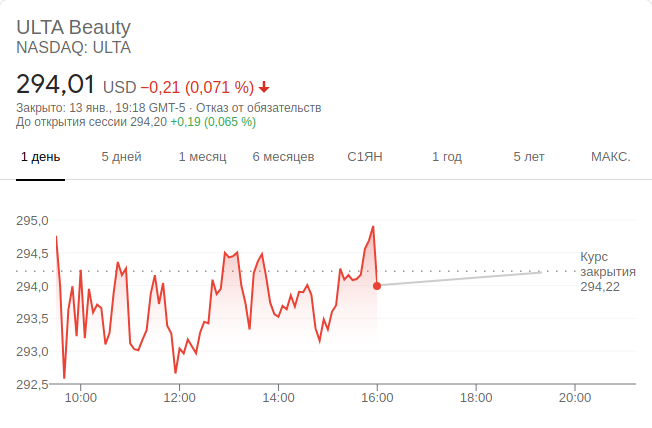 ULTA Beauty
NASDAQ: ULTA
294,01 USD −0,21 (0,071 %)
Закрыто: 13 янв., 19:18 GMT-5 · Отказ от обязательств
До открытия сессии 294,20 +0,19 (0,065 %)
1 день 5 дней 1 месяц 6 месяцев С1ЯН 1 год 5 лет МАКС.
295,0
294,5
294,0
293,5
293,0
292,5
Курс
закрытия
294,22
10:00 12:00 14:00 16:00 18:00 20:00